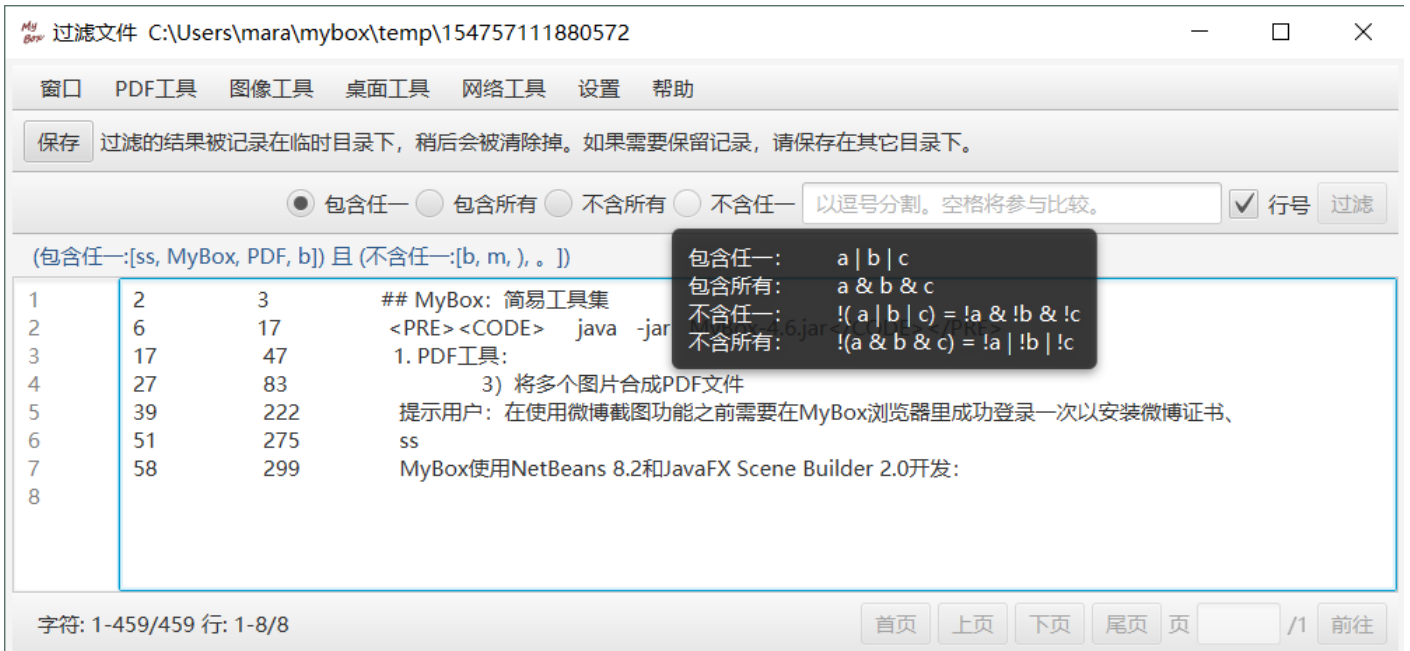 My Box 过滤文件 C:\Users\mara\mybox\temp\154757111880572
窗口 PDF工具 图像工具 桌面工具 网络工具 设置 帮助
保存 过滤的结果被记录在临时目录下，稍后会被清除掉。如果需要保留记录，请保存在其它目录下。
包含任一 包含所有 不含所有 不含任一 以逗号分割。空格将参与比较。 行号 过滤
(包含任一:[ss, MyBox, PDF, b]) 且 (不含任一:[b, m, ), 。])
包含任一： a | b | c
包含所有： a & b & c
不含任一： !( a | b | c) = !a & !b & !c
不含所有： !(a & b & c) = !a | !b | !c
1 2 3 ## MyBox：简易工具集
2 6 17 <PRE><CODE> java -jar MyBox-4.6.jar</CODE></PRE>
3 17 47 1. PDF工具：
4 27 83 3）将多个图片合成PDF文件
5 39 222 提示用户：在使用微博截图功能之前需要在MyBox浏览器里成功登录一次以安装微博证书、
6 51 275 ss
7 58 299 MyBox使用NetBeans 8.2和JavaFX Scene Builder 2.0开发：
8
字符: 1-459/459 行: 1-8/8 首页 上页 下页 尾页 页 /1 前往